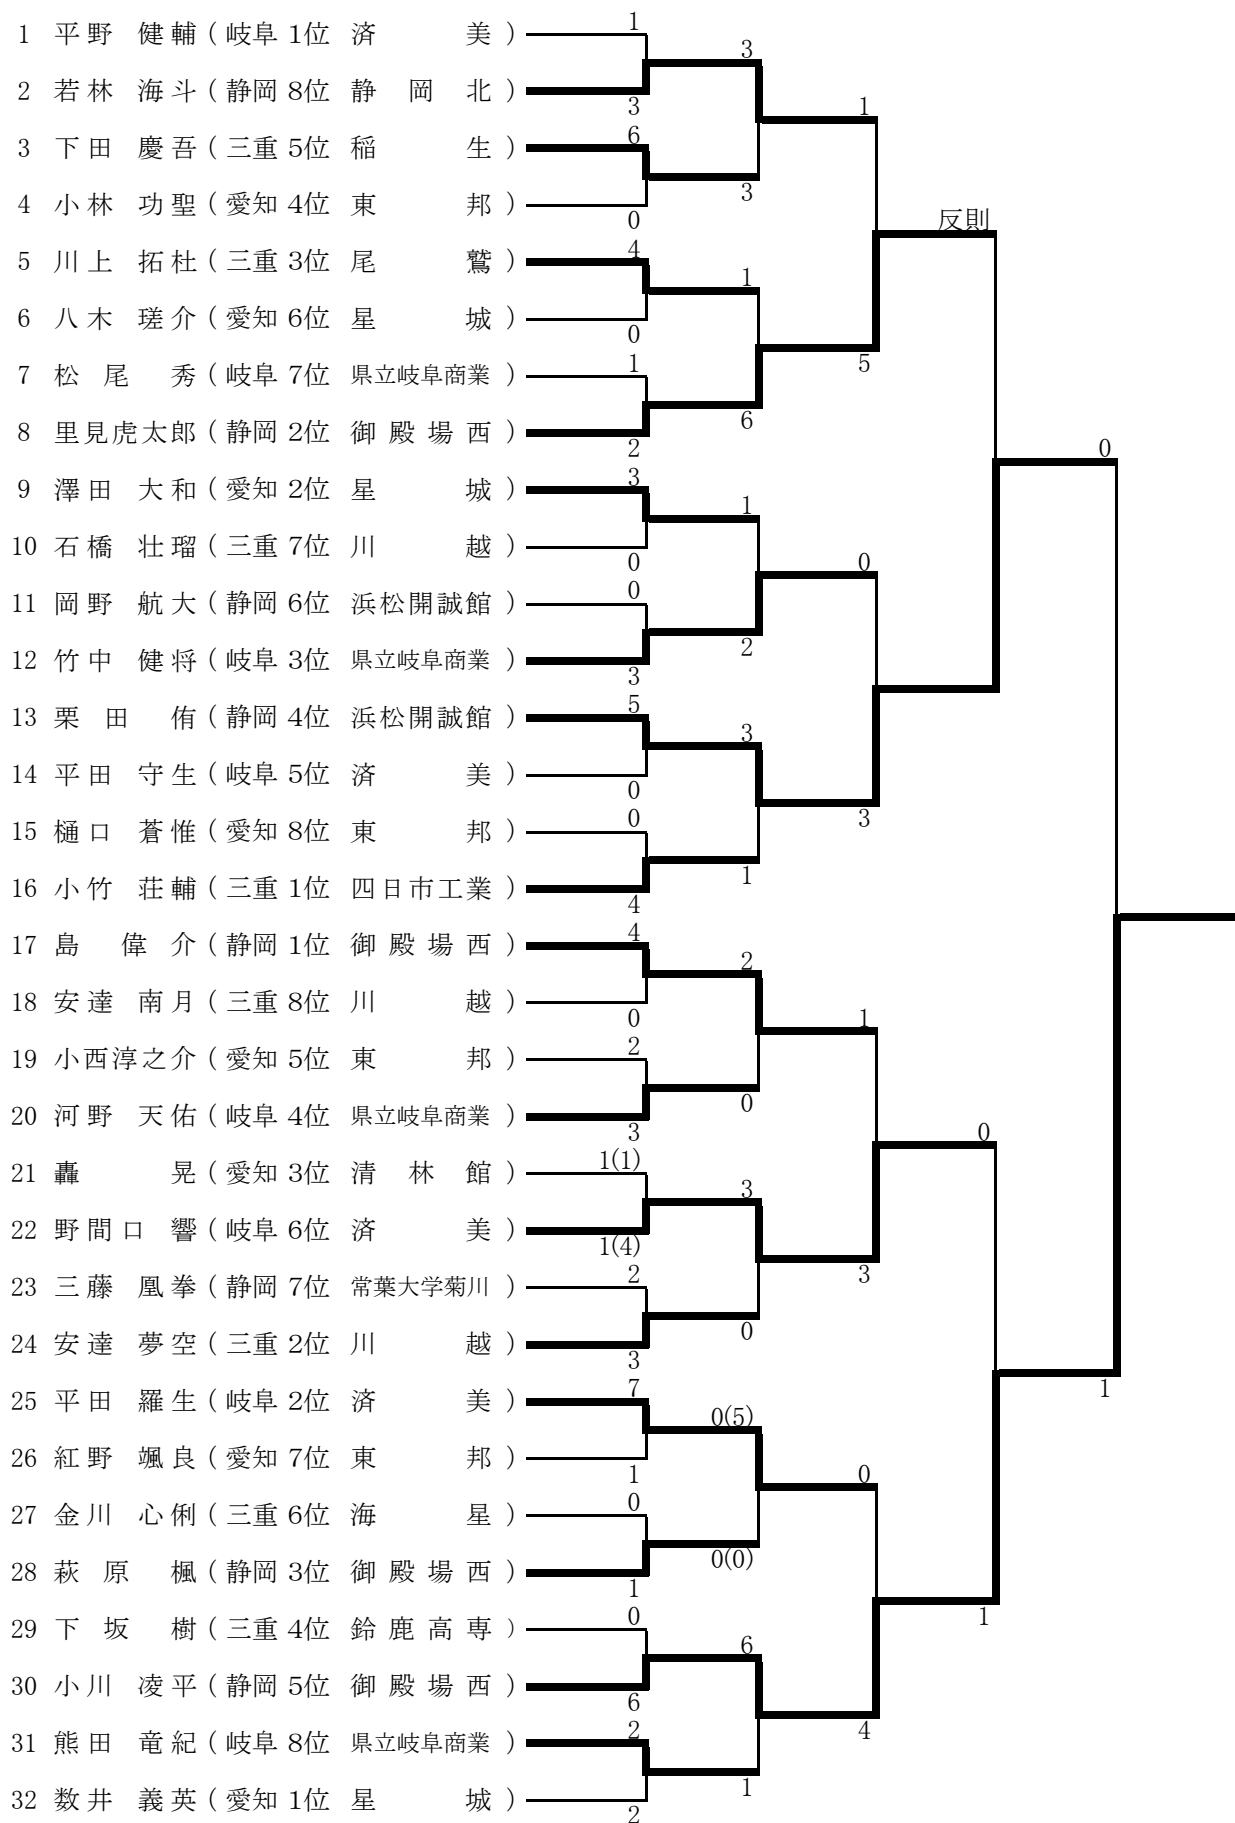 1 平野 健輔 ( 岐阜 1位 済 美 ) 1
3
2 若林 海斗 ( 静岡 8位 静 岡 北 ) 3
1
3 下田 慶吾 ( 三重 5位 稲 生 ) 6
3
4 小林 功聖 ( 愛知 4位 東 邦 ) 0
反則
5 川上 拓杜 ( 三重 3位 尾 鷲 ) 4
1
6 八木 瑳介 ( 愛知 6位 星 城 ) 0
5
7 松尾 秀 ( 岐阜 7位 県立岐阜商業 ) 1
6
8 里見虎太郎 ( 静岡 2位 御殿場西 ) 2
0
9 澤田 大和 ( 愛知 2位 星 城 ) 3
1
10 石橋 壮瑠 ( 三重 7位 川 越 ) 0
0
11 岡野 航大 ( 静岡 6位 浜松開誠館 ) 0
2
12 竹中 健将 ( 岐阜 3位 県立岐阜商業 ) 3
13 栗田 侑 ( 静岡 4位 浜松開誠館 ) 5
3
14 平田 守生 ( 岐阜 5位 済 美 ) 0
3
15 樋口 蒼惟 ( 愛知 8位 東 邦 ) 0
1
16 小竹 荘輔 ( 三重 1位 四日市工業 ) 4
17 島 偉介 ( 静岡 1位 御殿場西 ) 4
2
18 安達 南月 ( 三重 8位 川 越 ) 0
1
19 小西淳之介 ( 愛知 5位 東 邦 ) 2
0
20 河野 天佑 ( 岐阜 4位 県立岐阜商業 ) 3
0
21 轟 晃 ( 愛知 3位 清 林 館 ) 1(1)
3
22 野間口 響 ( 岐阜 6位 済 美 ) 1(4)
3
23 三藤 凰拳 ( 静岡 7位 常葉大学菊川 ) 2
0
24 安達 夢空 ( 三重 2位 川 越 ) 3
1
25 平田 羅生 ( 岐阜 2位 済 美 ) 7
0(5)
26 紅野 颯良 ( 愛知 7位 東 邦 ) 1
0
27 金川 心俐 ( 三重 6位 海 星 ) 0
0(0)
28 萩原 楓 ( 静岡 3位 御殿場西 ) 1
1
29 下坂 樹 ( 三重 4位 鈴鹿高専 ) 0
6
30 小川 凌平 ( 静岡 5位 御殿場西 ) 6
4
31 熊田 竜紀 ( 岐阜 8位 県立岐阜商業 ) 2
1
32 数井 義英 ( 愛知 1位 星 城 ) 2